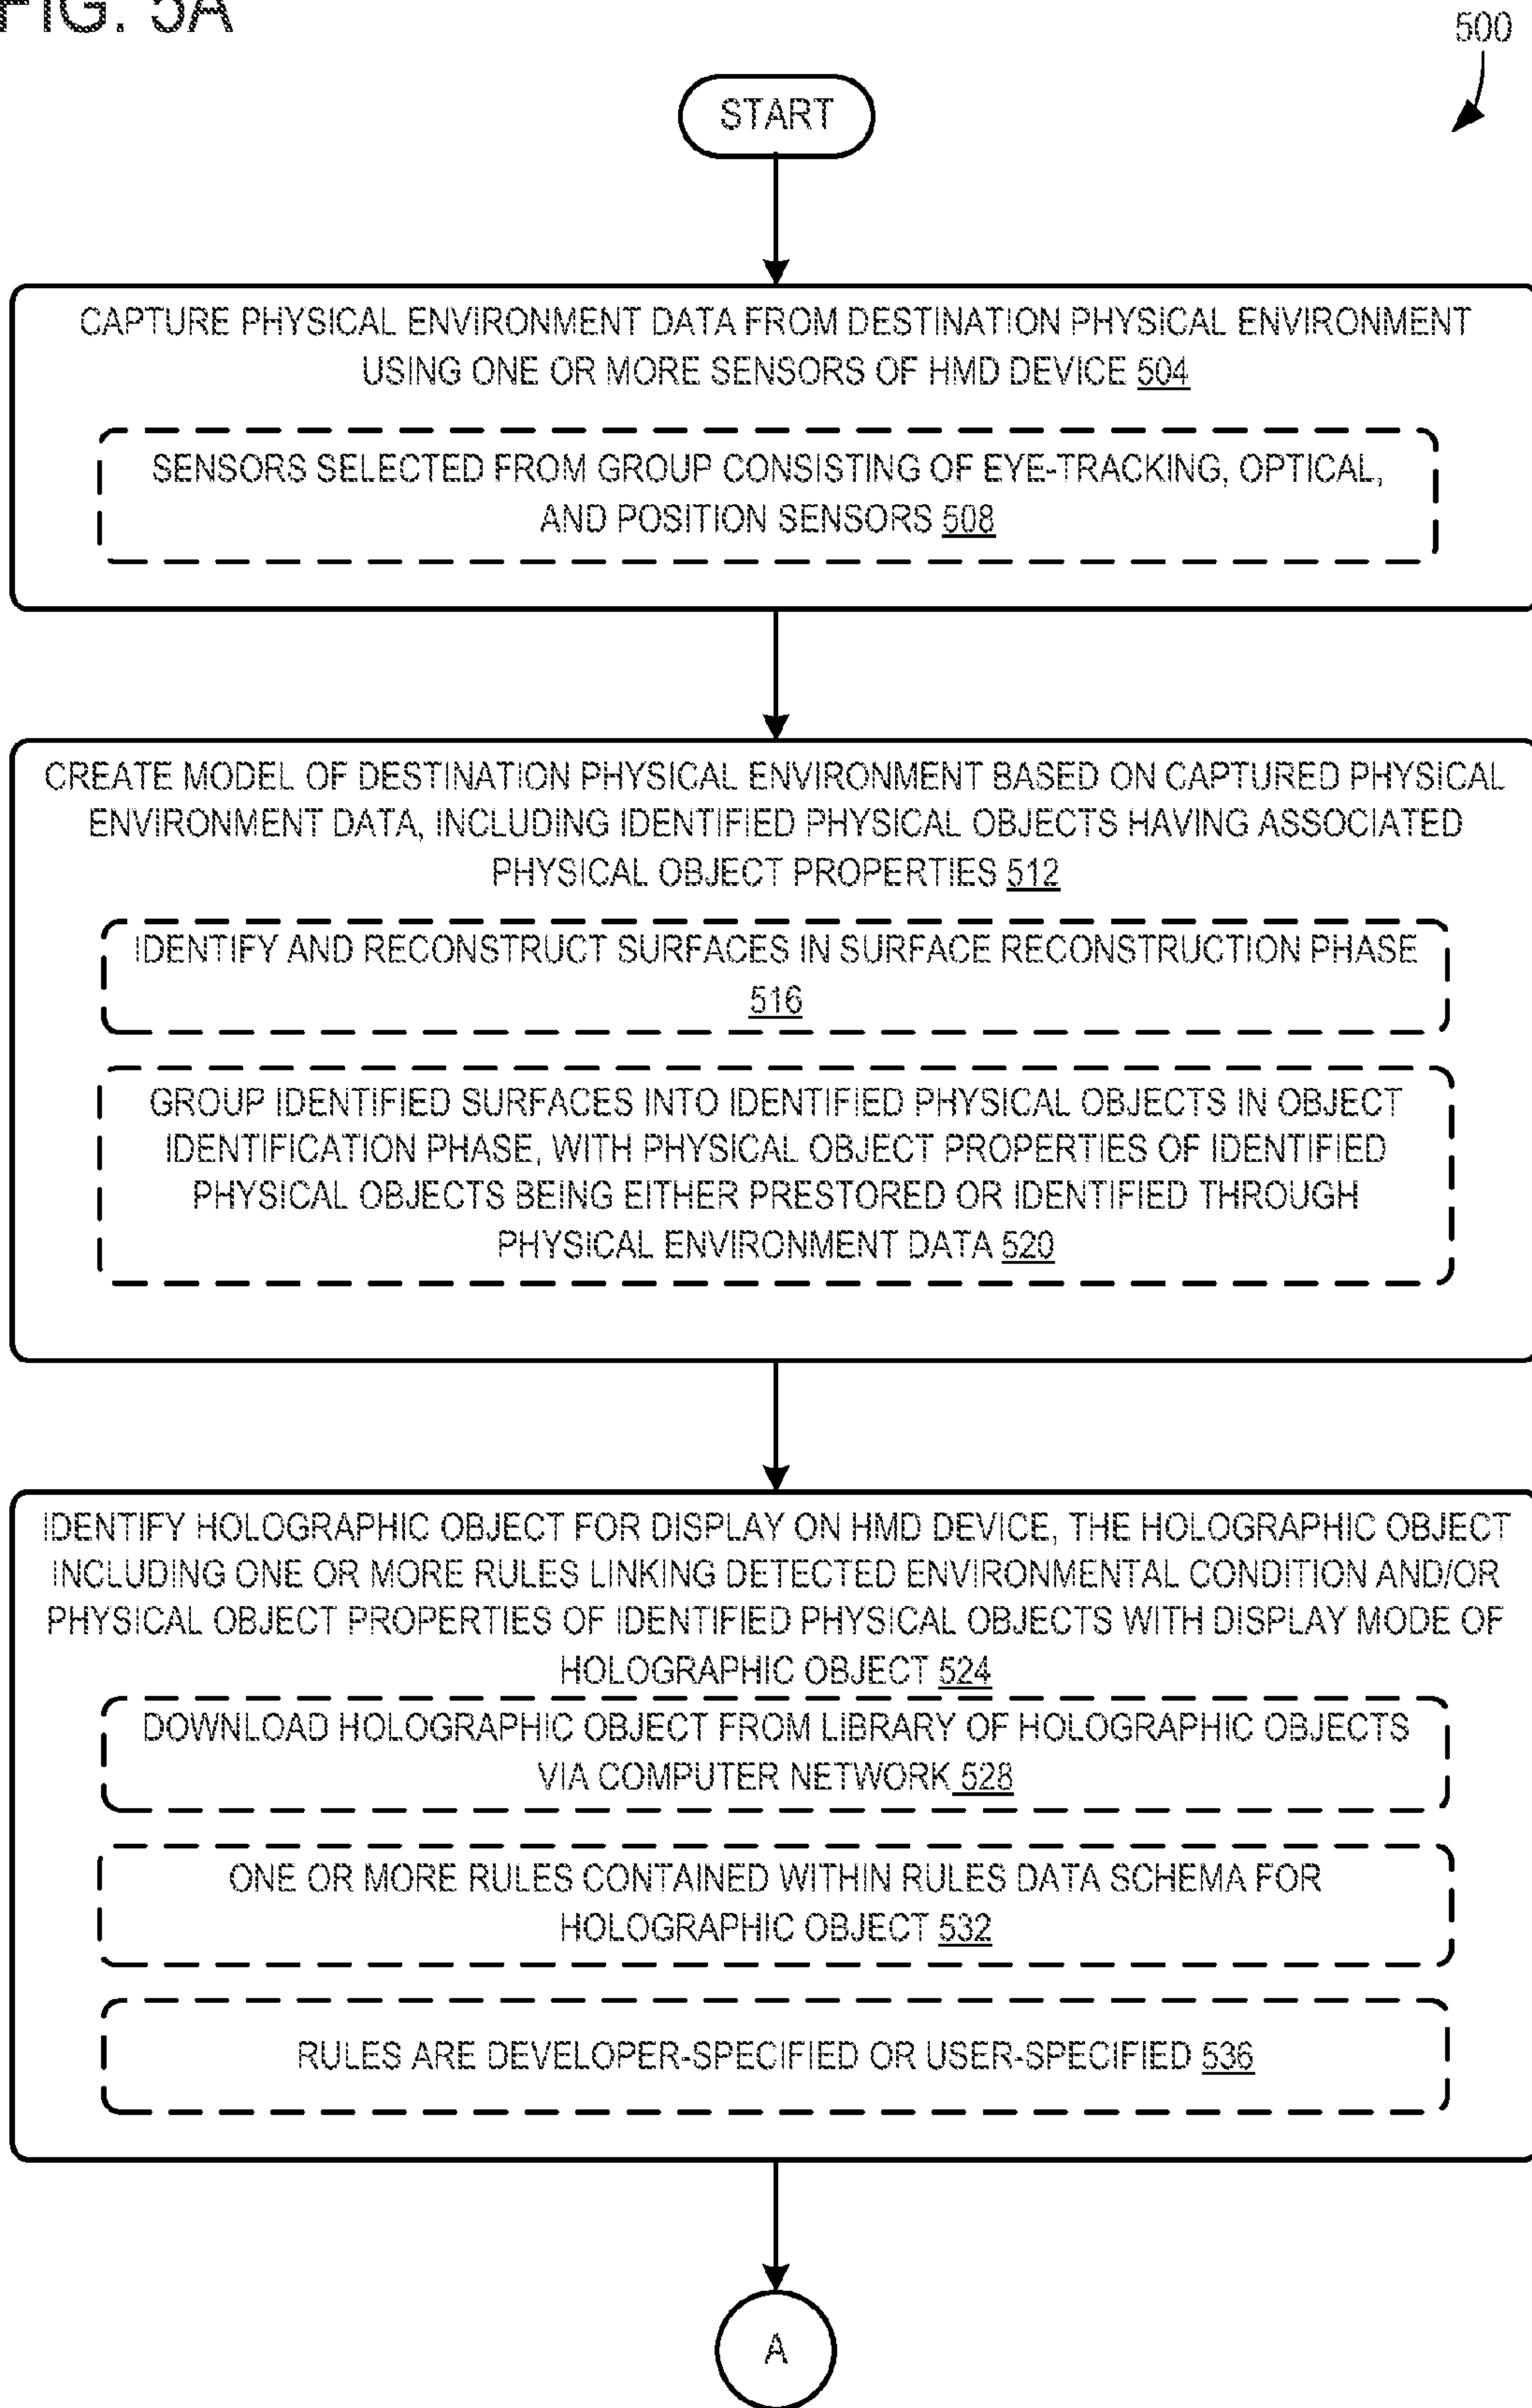 FIG. 5A
500
START
CAPTURE PHYSICAL ENVIRONMENT DATA FROM DESTINATION PHYSICAL ENVIRONMENT
USING ONE OR MORE SENSORS OF HMD DEVICE 504
SENSORS SELECTED FROM GROUP CONSISTING OF EYE-TRACKING, OPTICAL,
AND POSITION SENSORS 508
CREATE MODEL OF DESTINATION PHYSICAL ENVIRONMENT BASED ON CAPTURED PHYSICAL
ENVIRONMENT DATA, INCLUDING IDENTIFIED PHYSICAL OBJECTS HAVING ASSOCIATED
PHYSICAL OBJECT PROPERTIES 512
IDENTIFY AND RECONSTRUCT SURFACES IN SURFACE RECONSTRUCTION PHASE
516
GROUP IDENTIFIED SURFACES INTO IDENTIFIED PHYSICAL OBJECTS IN OBJECT
IDENTIFICATION PHASE, WITH PHYSICAL OBJECT PROPERTIES OF IDENTIFIED
PHYSICAL OBJECTS BEING EITHER PRESTORED OR IDENTIFIED THROUGH
PHYSICAL ENVIRONMENT DATA 520
IDENTIFY HOLOGRAPHIC OBJECT FOR DISPLAY ON HMD DEVICE, THE HOLOGRAPHIC OBJECT
INCLUDING ONE OR MORE RULES LINKING DETECTED ENVIRONMENTAL CONDITION AND/OR
PHYSICAL OBJECT PROPERTIES OF IDENTIFIED PHYSICAL OBJECTS WITH DISPLAY MODE OF
HOLOGRAPHIC OBJECT 524
DOWNLOAD HOLOGRAPHIC OBJECT FROM LIBRARY OF HOLOGRAPHIC OBJECTS
VIA COMPUTER NETWORK 528
ONE OR MORE RULES CONTAINED WITHIN RULES DATA SCHEMA FOR
HOLOGRAPHIC OBJECT 532
RULES ARE DEVELOPER-SPECIFIED OR USER-SPECIFIED 536
A